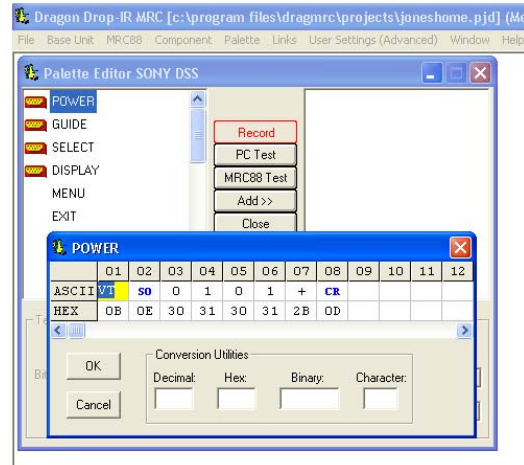 Dragon Drop-IR MRC [c:\program files\dragmrc\projects\joneshome.pjd] (M
File Base Unit MRC88 Component Palette Links User Settings (Advanced) Window Help
Palette Editor SONY DSS
POWER
GUIDE
SELECT
DISPLAY
MENU
EXIT
Record
PC Test
MRC88 Test
Add >>
Close
POWER
01 02 03 04 05 06 07 08 09 10 11 12
ASCII VT SO 0 1 0 1 + CR
HEX 0B 0E 30 31 30 31 2B 0D
OK
Cancel
Conversion Utilities
Decimal: Hex: Binary: Character: